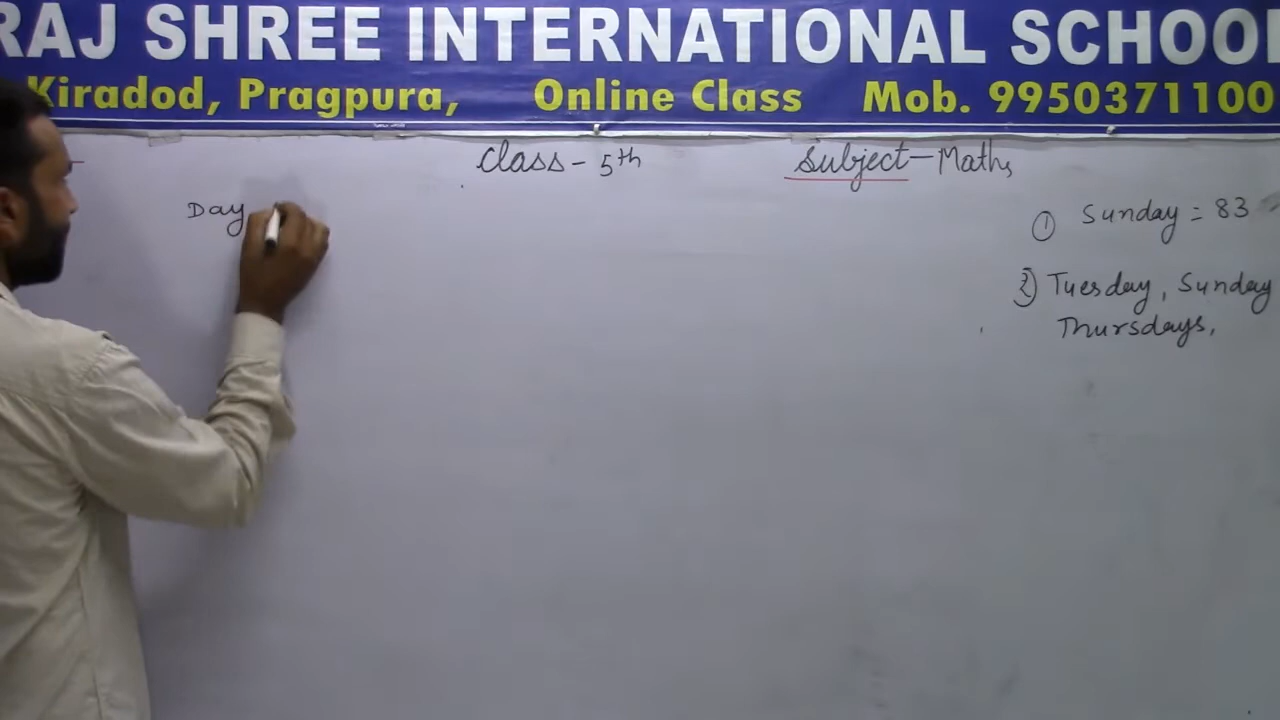 RAJ SHREE INTERNATIONAL SCHOOL
Kiradod, Pragpura, Online Class Mob. 9950371100
Class - 5th Subject - Maths
Day
① Sunday = 83
2) Tuesday, Sunday
Thursdays,